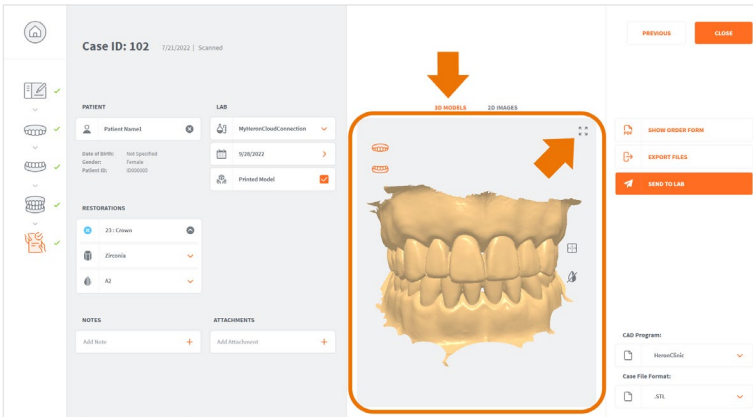 Case ID: 102 7/21/2022 | Scanned
PREVIOUS
CLOSE
PATIENT
Patient Name1
Date of Birth: Not Specified
Gender: Female
Patient ID: ID000005
LAB
MyHeronCloudConnection
9/28/2022
Printed Model
RESTORATIONS
23 : Crown
Zirconia
A2
NOTES
Add Note
ATTACHMENTS
Add Attachment
3D MODELS
2D IMAGES
SHOW ORDER FORM
EXPORT FILES
SEND TO LAB
CAD Program:
HeronClinic
Case File Format:
.STL